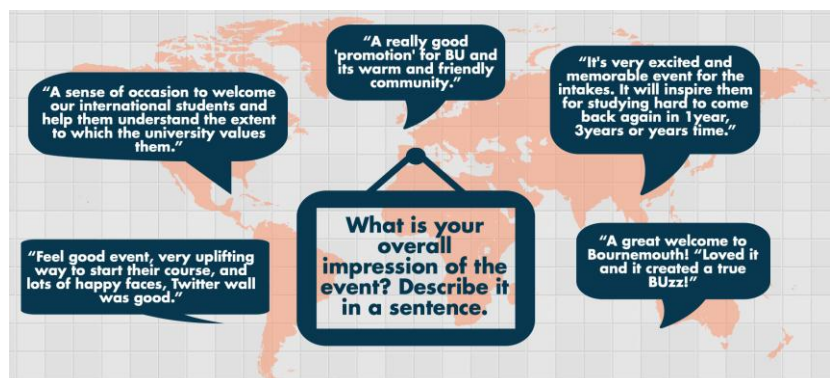 “A really good
'promotion' for BU and
its warm and friendly
community.”
“A sense of occasion to welcome
our international students and
help them understand the extent
to which the university values
them.”
“It's very excited and
memorable event for the
intakes. It will inspire them
for studying hard to come
back again in 1year,
3years or years time.”
What is your
overall
impression of the
event? Describe it
in a sentence.
“Feel good event, very uplifting
way to start their course, and
lots of happy faces, Twitter wall
was good.”
“A great welcome to
Bournemouth! “Loved it
and it created a true
BUzz!”